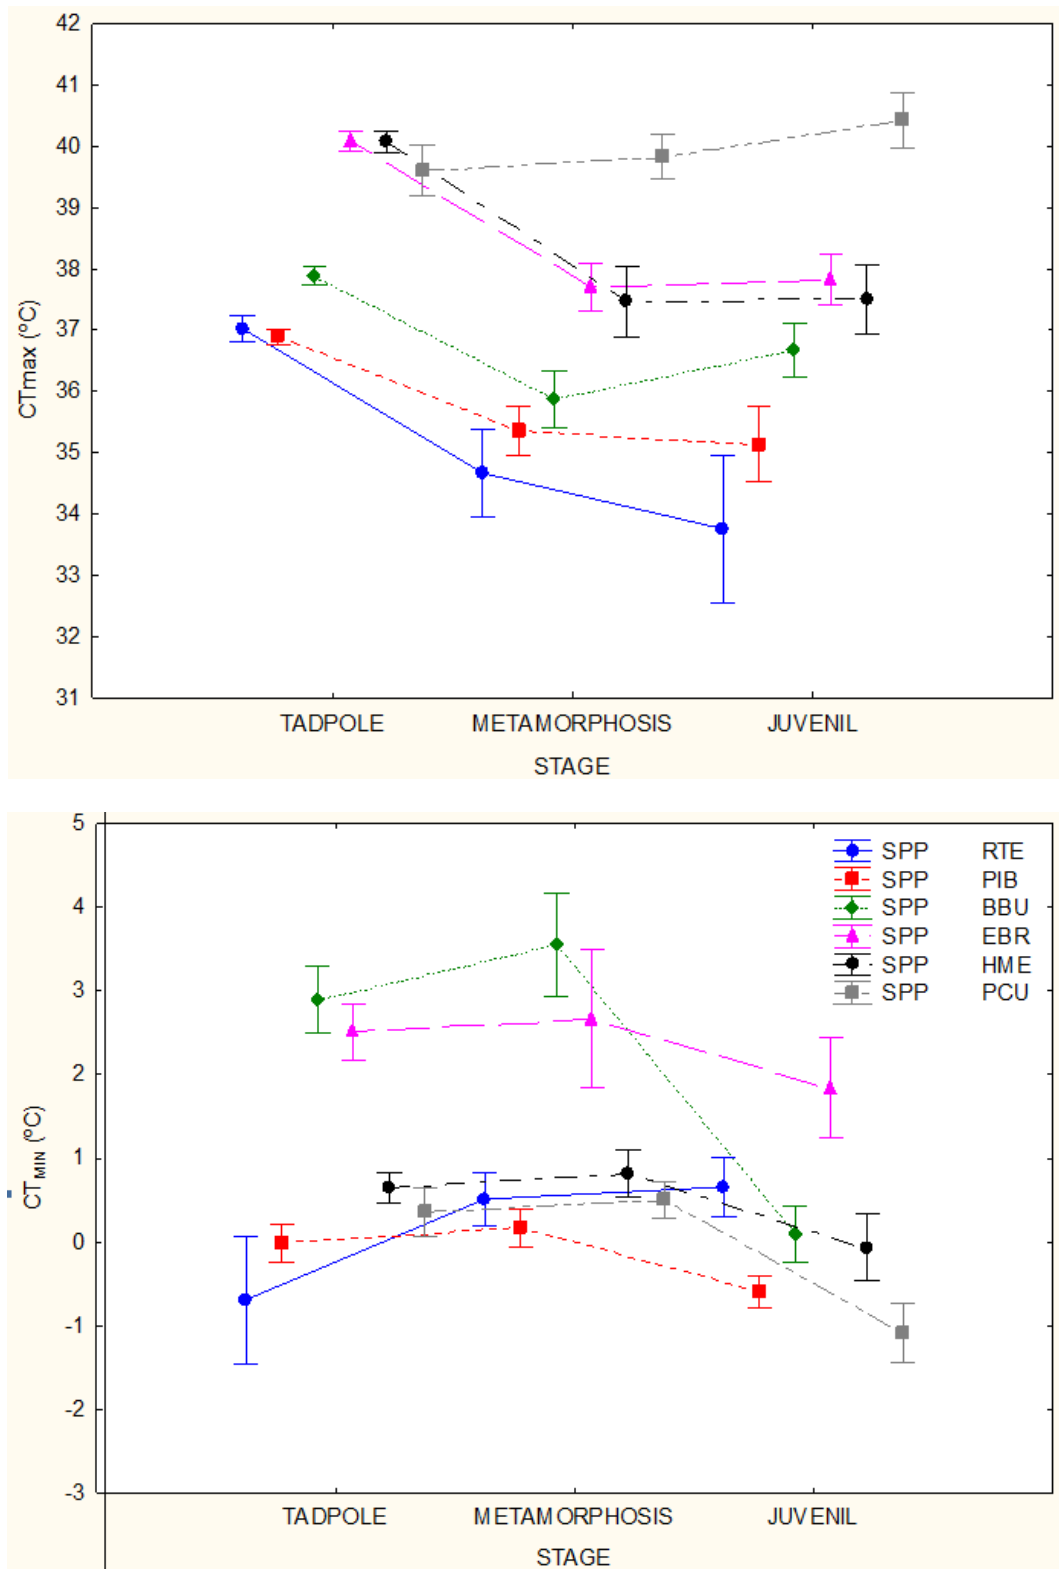 42
41
40
39
38
37
36
35
34
33
32
31
CTmax (ºC)
TADPOLE METAMORPHOSIS JUVENIL
STAGE
5
4
3
2
1
0
-1
-2
-3
CTMIN (ºC)
SPP RTE
SPP PIB
SPP BBU
SPP EBR
SPP HME
SPP PCU
TADPOLE METAMORPHOSIS JUVENIL
STAGE